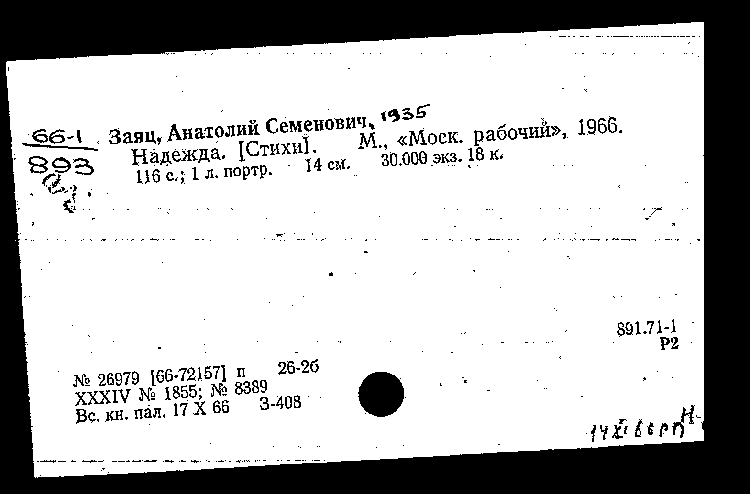 66-1
893
Заяц, Анатолий Семенович, 1935
Надежда. [Стихи]. М., «Моск. рабочий», 1966.
116 с.; 1 л. портр. 14 см. 30.000 экз. 18 к.
891.71-1
Р2
№ 26979 [66-72157] п 26-2б
XXXIV № 1855; № 8389
Вс. кн. пал. 17 X 66 З-408
Н